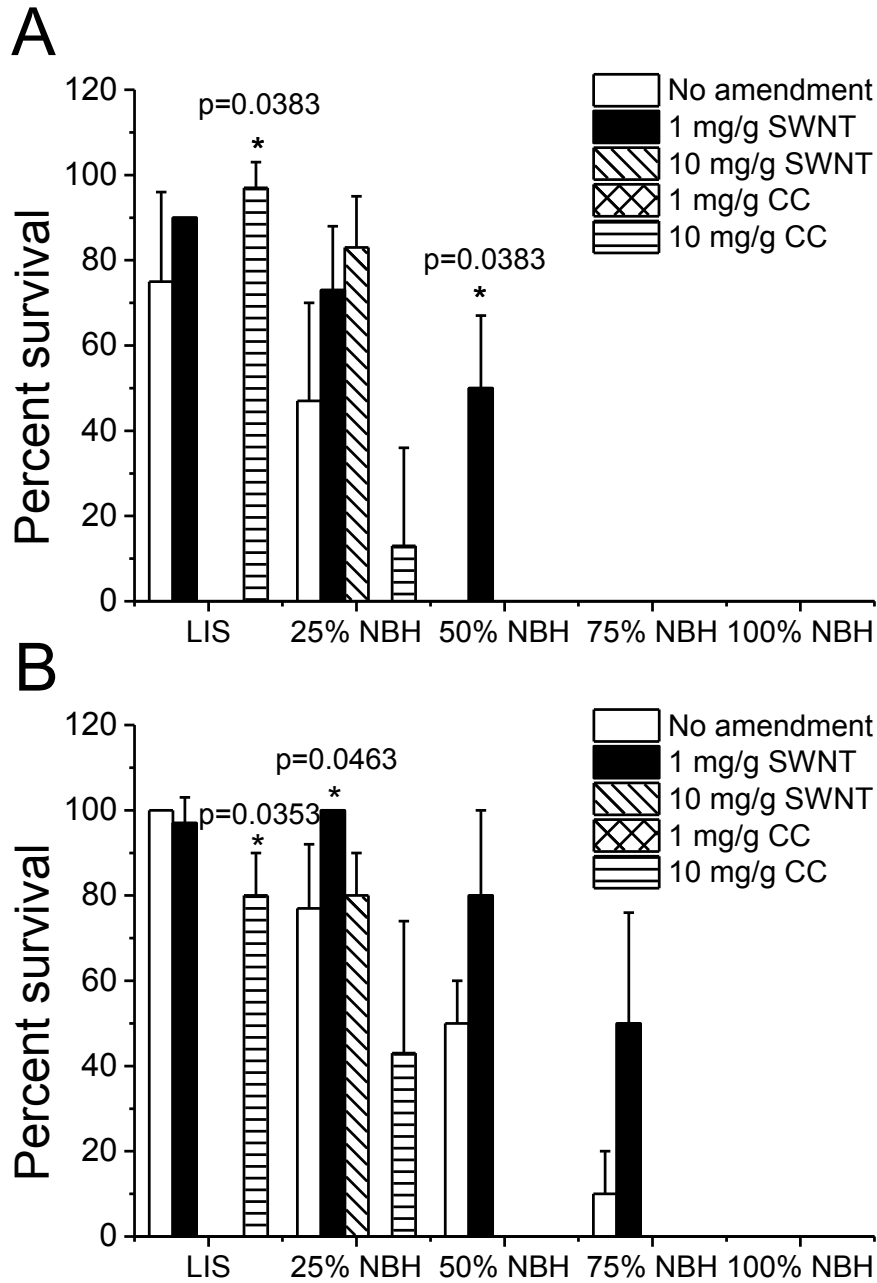 A
120
100
80
60
40
20
0
Percent survival
p=0.0383
*
p=0.0383
*
No amendment
1 mg/g SWNT
10 mg/g SWNT
1 mg/g CC
10 mg/g CC
LIS 25% NBH 50% NBH 75% NBH 100% NBH
B
120
100
80
60
40
20
0
Percent survival
p=0.0463
*
p=0.0353
*
No amendment
1 mg/g SWNT
10 mg/g SWNT
1 mg/g CC
10 mg/g CC
LIS 25% NBH 50% NBH 75% NBH 100% NBH